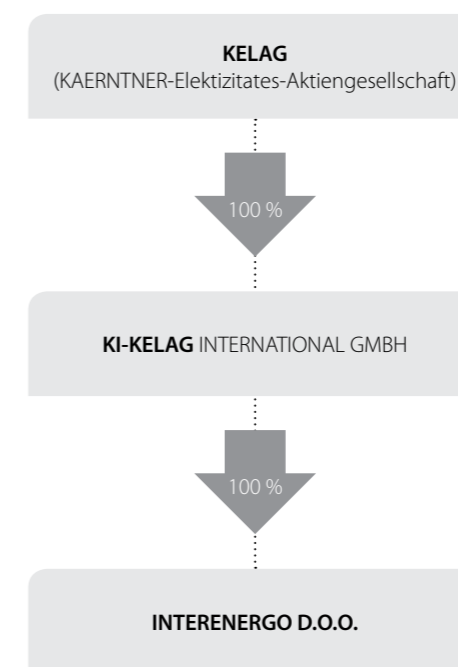 KELAG
(KAERNTNER-Elektizitates-Aktiengesellschaft)
100 %
KI-KELAG INTERNATIONAL GMBH
100 %
INTERENERGO D.O.O.